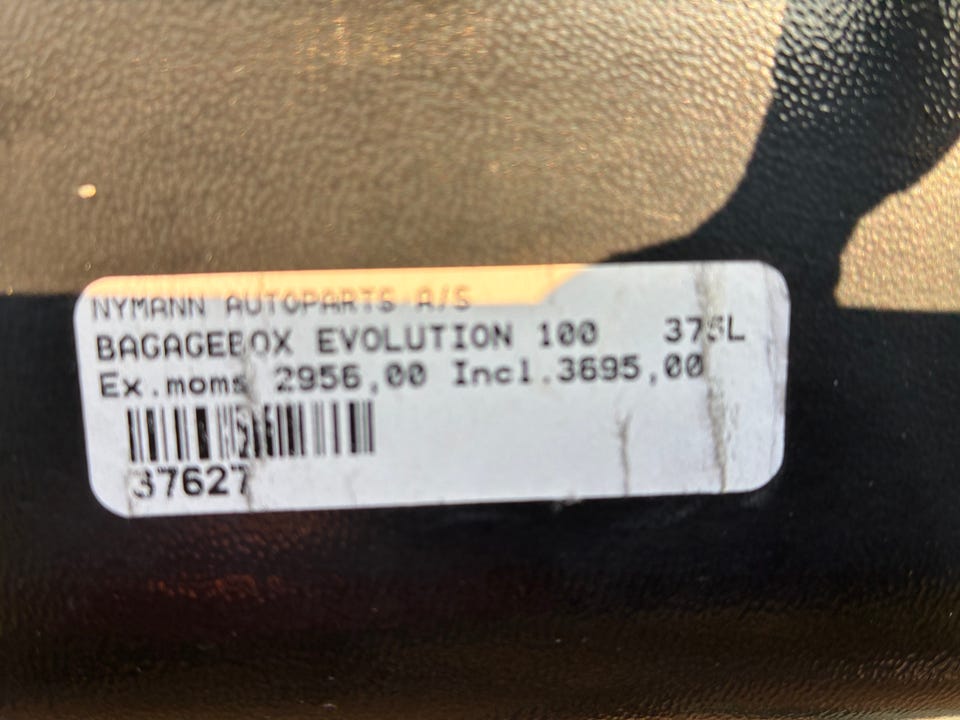 NYMANN AUTOPARTS A/S
BAGAGEBOX EVOLUTION 100 375L
Ex.moms 2956,00 Incl.3695,00
37627